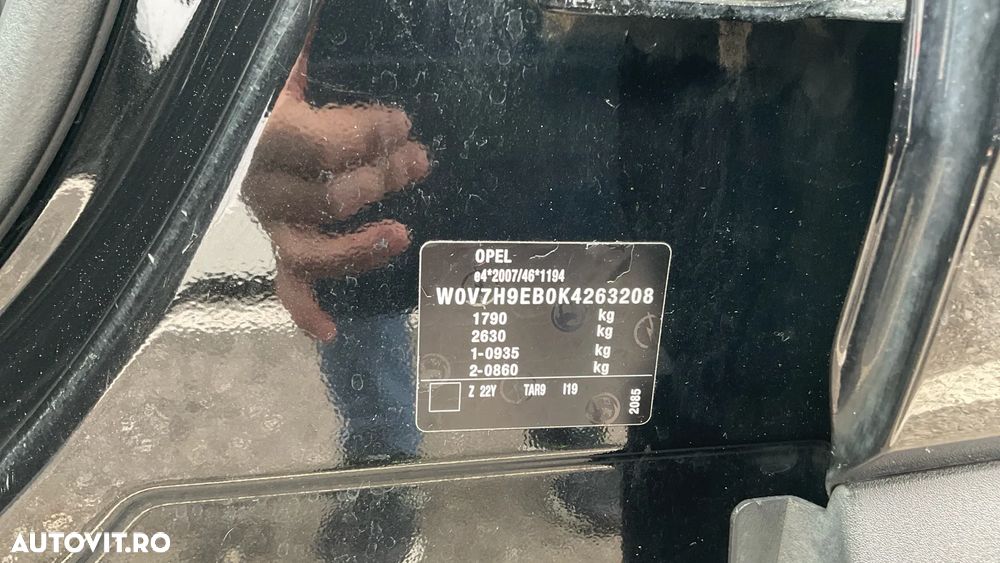 OPEL
e4*2007/46*1194
W0V7H9EB0K4263208
1790 kg
2630 kg
1-0935 kg
2-0860 kg
Z 22Y TAR9 I19
2085
AUTOVIT.RO